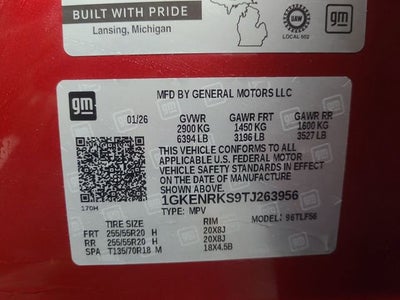 BUILT WITH PRIDE
Lansing, Michigan
UAW
LOCAL 602
gm
gm
MFD BY GENERAL MOTORS LLC
01/26 GVWR GAWR FRT GAWR RR
2900 KG 1450 KG 1600 KG
6394 LB 3196 LB 3527 LB
THIS VEHICLE CONFORMS TO ALL
APPLICABLE U.S. FEDERAL MOTOR
VEHICLE SAFETY STANDARDS IN EFFECT
ON THE DATE OF MANUFACTURE SHOWN ABOVE.
1GKENRKS9TJ263956
TYPE: MPV MODEL: 96TLF56
170H
TIRE SIZE RIM
FRT 255/55R20 H 20X8J
RR 255/55R20 H 20X8J
SPA T135/70R18 M 18X4.5B